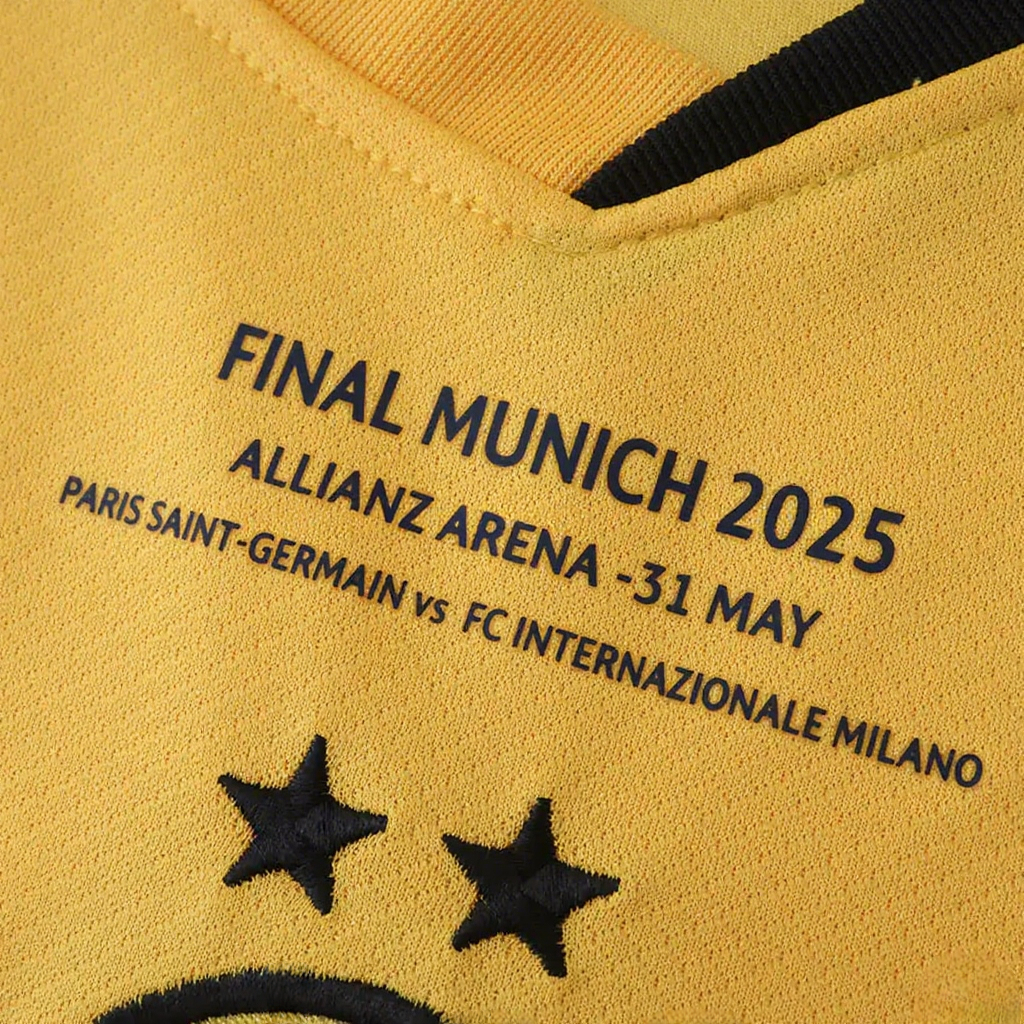 FINAL MUNICH 2025
ALLIANZ ARENA -31 MAY
PARIS SAINT-GERMAIN vs FC INTERNAZIONALE MILANO